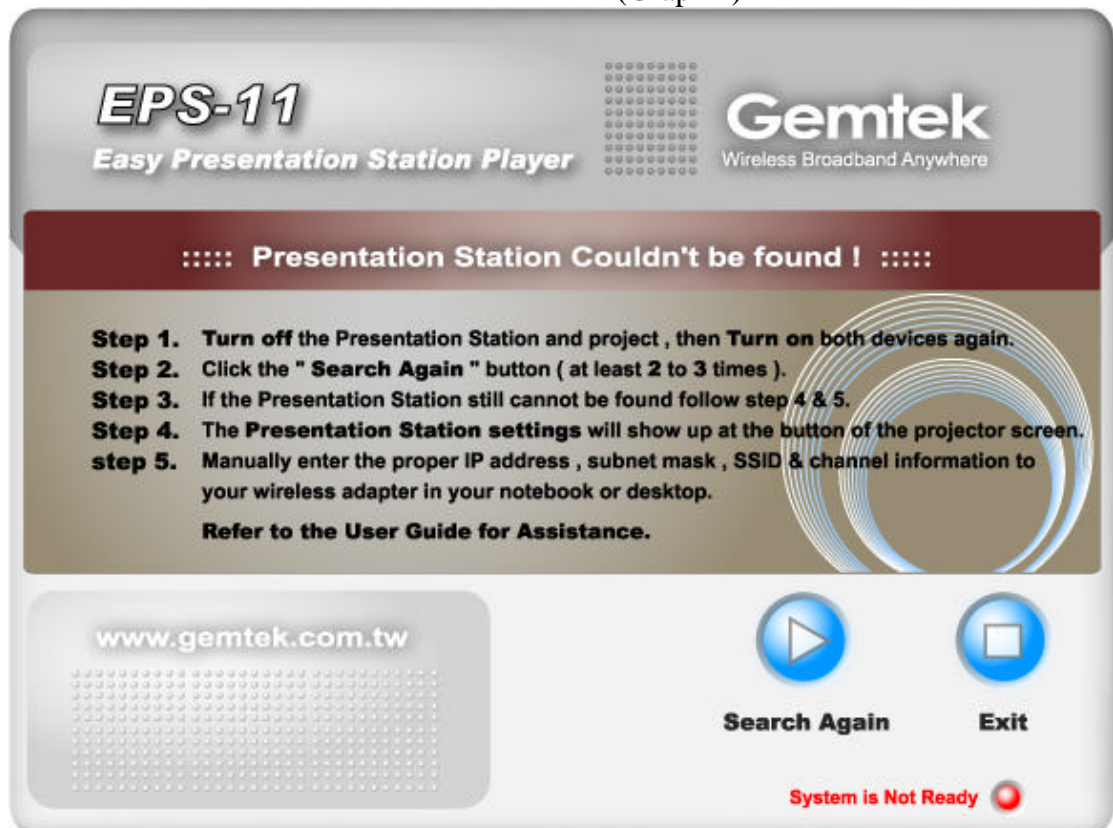 EPS-11
Easy Presentation Station Player
Gemtek
Wireless Broadband Anywhere
::::: Presentation Station Couldn't be found ! :::::
Step 1. Turn off the Presentation Station and project , then Turn on both devices again.
Step 2. Click the " Search Again " button ( at least 2 to 3 times ).
Step 3. If the Presentation Station still cannot be found follow step 4 & 5.
Step 4. The Presentation Station settings will show up at the button of the projector screen.
step 5. Manually enter the proper IP address , subnet mask , SSID & channel information to
your wireless adapter in your notebook or desktop.
Refer to the User Guide for Assistance.
www.gemtek.com.tw
Search Again
Exit
System is Not Ready